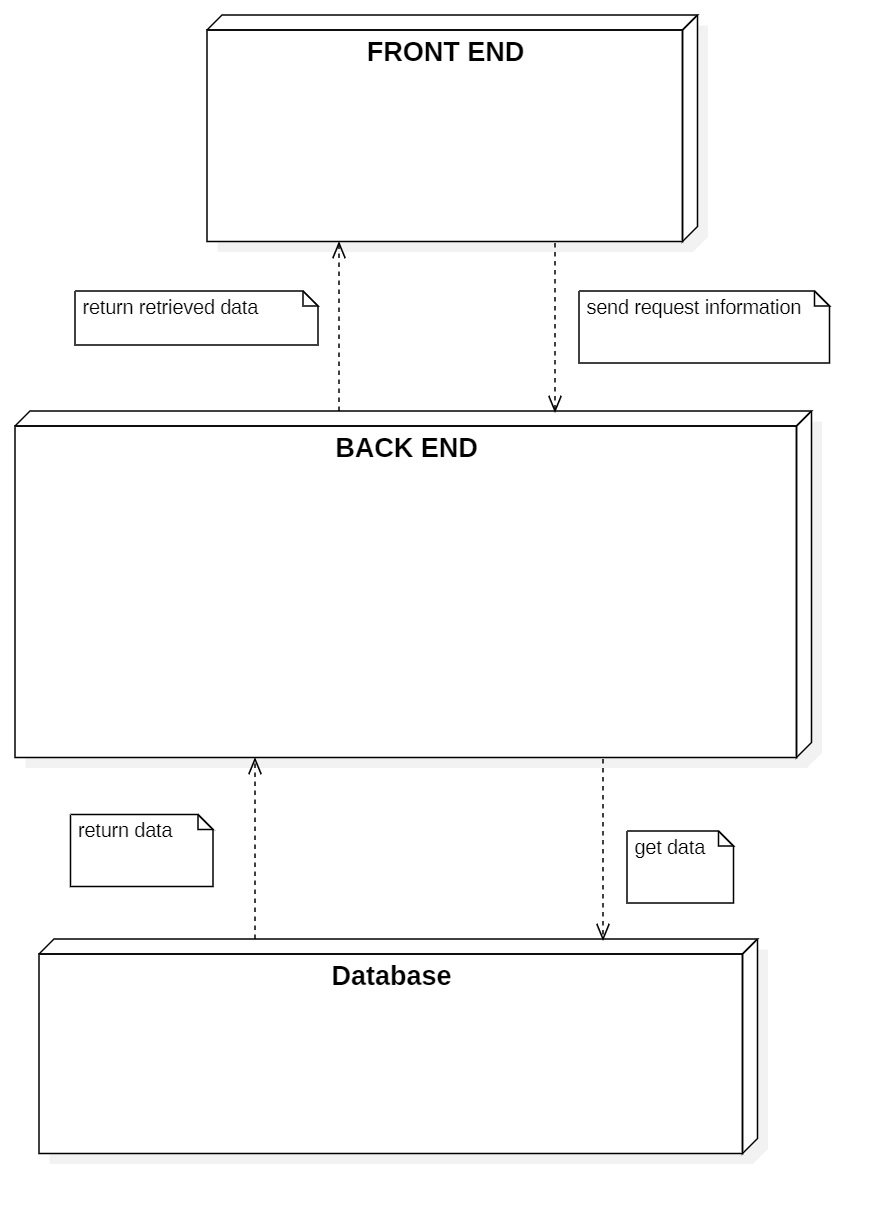 FRONT END
return retrieved data
send request information
BACK END
return data
get data
Database